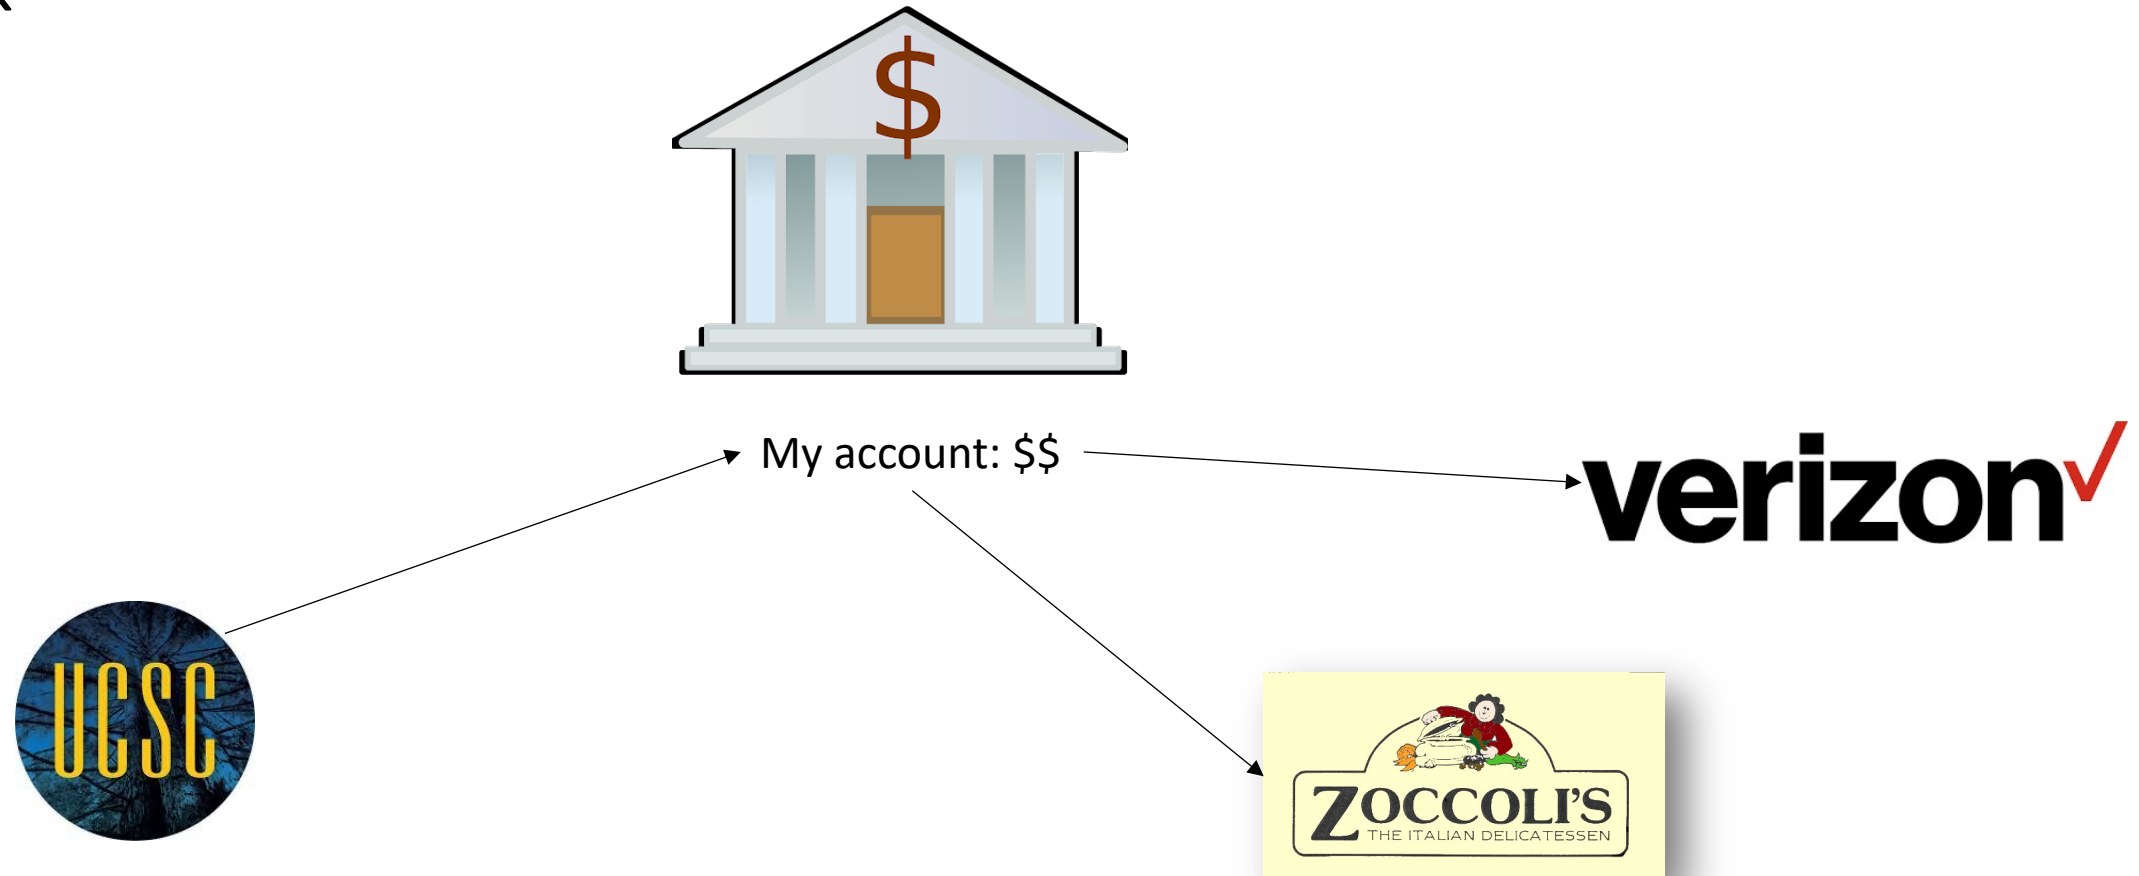 $
My account: $$
verizon
UCSC
ZOCCOLI'S
THE ITALIAN DELICATESSEN